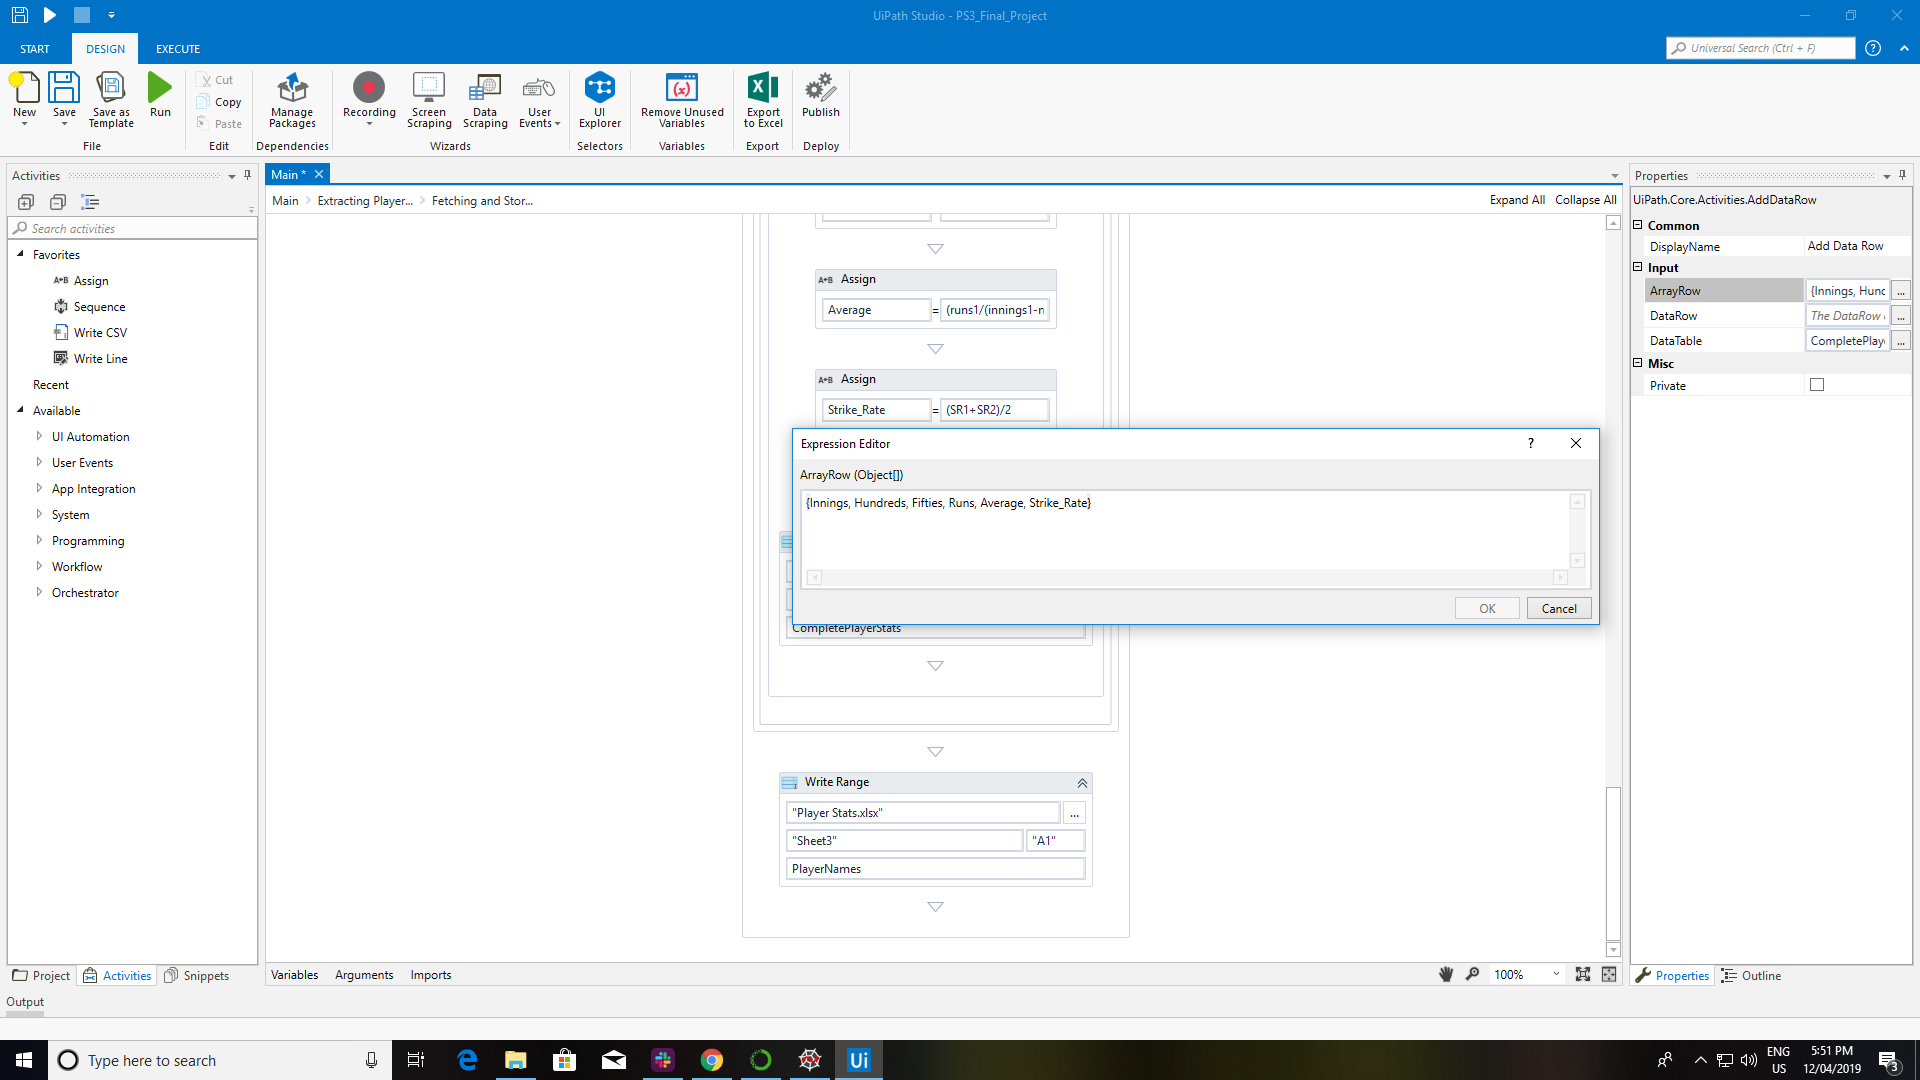 UiPath Studio - PS3_Final_Project
START
DESIGN
EXECUTE
Universal Search (Ctrl + F)
New
Save
Save as Template
Run
File
Cut
Copy
Paste
Edit
Manage Packages
Dependencies
Recording
Screen Scraping
Data Scraping
User Events
Wizards
UI Explorer
Selectors
Remove Unused Variables
Variables
Export to Excel
Export
Publish
Deploy
Activities
Search activities
Favorites
A+B Assign
Sequence
Write CSV
Write Line
Recent
Available
UI Automation
User Events
App Integration
System
Programming
Workflow
Orchestrator
Project
Activities
Snippets
Output
Main *
Main > Extracting Player... > Fetching and Stor...
Expand All
Collapse All
A+B Assign
Average = (runs1/(innings1-n
A+B Assign
Strike_Rate = (SR1+SR2)/2
Expression Editor
?
ArrayRow (Object[])
{Innings, Hundreds, Fifties, Runs, Average, Strike_Rate}
OK
Cancel
CompletePlayerStats
Write Range
"Player Stats.xlsx"
...
"Sheet3"
"A1"
PlayerNames
Variables
Arguments
Imports
100%
Properties
UiPath.Core.Activities.AddDataRow
Common
DisplayName Add Data Row
Input
ArrayRow {Innings, Hunc ...
DataRow The DataRow ...
DataTable CompletePlay ...
Misc
Private
Properties
Outline
Type here to search
Ui
ENG
US
5:51 PM
12/04/2019
3